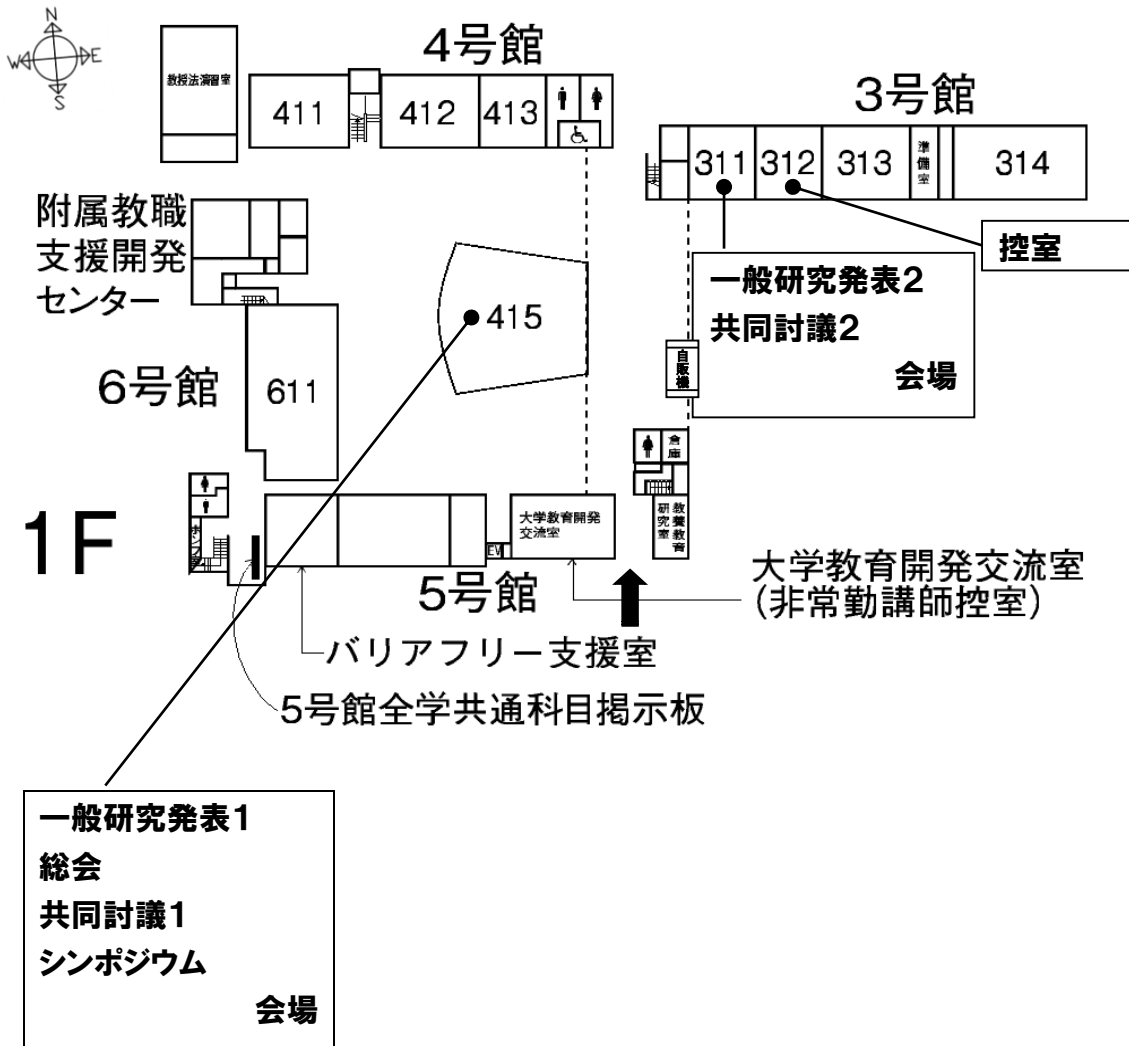 N
W E
S
教授法演習室
4号館
411
412
413
3号館
311
312
313
準備室
314
附属教職
支援開発
センター
控室
一般研究発表2
共同討議2
会場
415
自販機
6号館
611
倉庫
1F
ポンプ室
大学教育開発
交流室
EV
教養教育
研究室
5号館
大学教育開発交流室
(非常勤講師控室)
バリアフリー支援室
5号館全学共通科目掲示板
一般研究発表1
総会
共同討議1
シンポジウム
会場